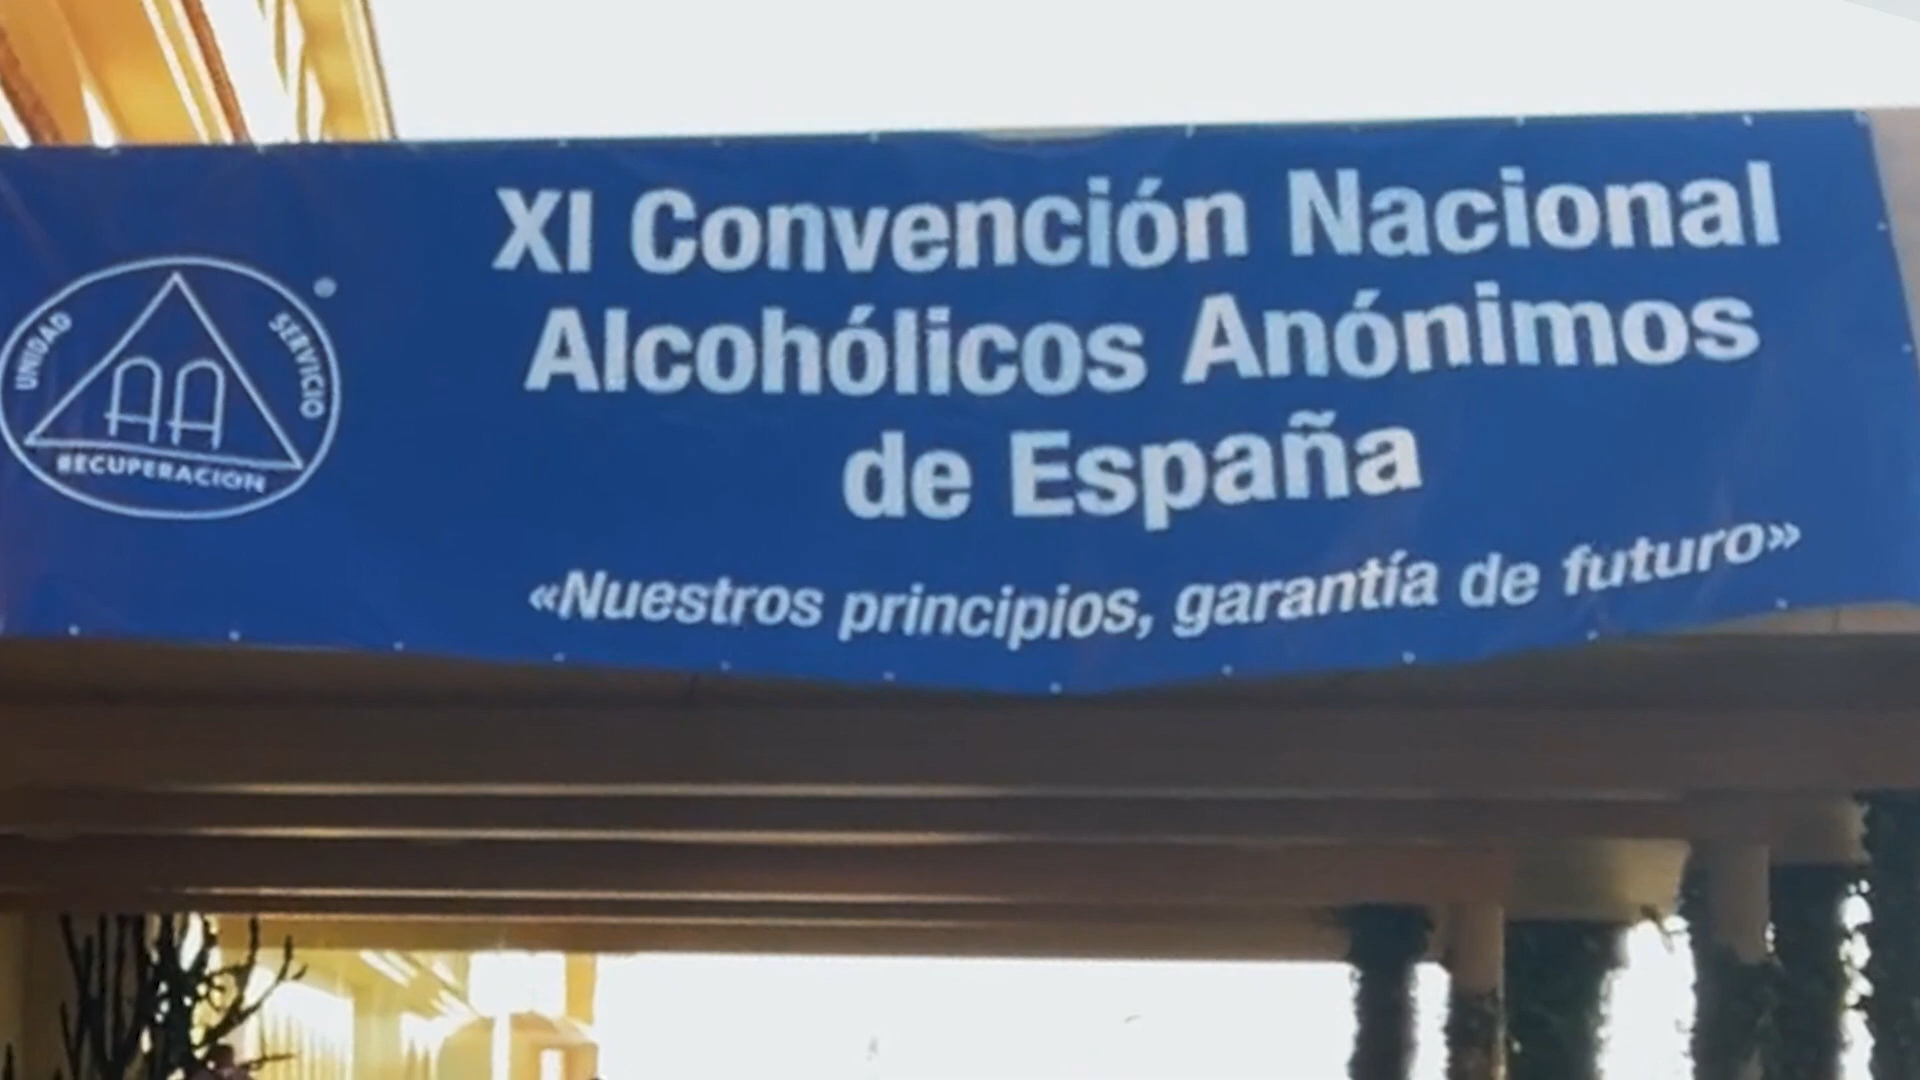 XI Convención Nacional
Alcohólicos Anónimos
de España
«Nuestros principios, garantía de futuro»
UNIDAD
SERVICIO
AA
RECUPERACION